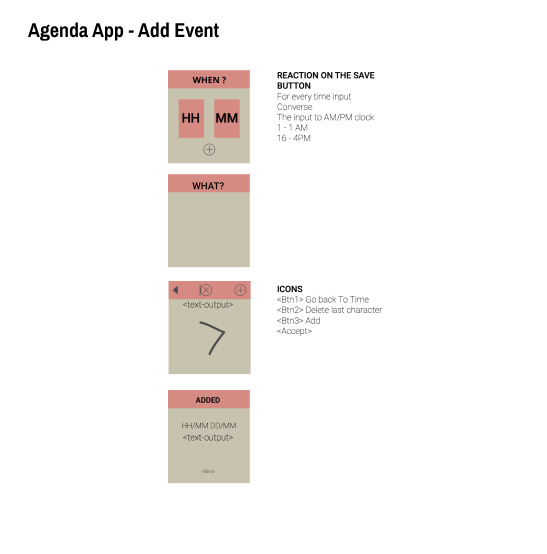 Agenda App - Add Event
WHEN ?
HH MM
REACTION ON THE SAVE
BUTTON
For every time input
Converse
The input to AM/PM clock
1 - 1 AM
16 - 4PM
WHAT?
<text-output>
ICONS
<Btn1> Go back To Time
<Btn2> Delete last character
<Btn3> Add
<Accept>
ADDED
HH/MM DD/MM
<text-output>